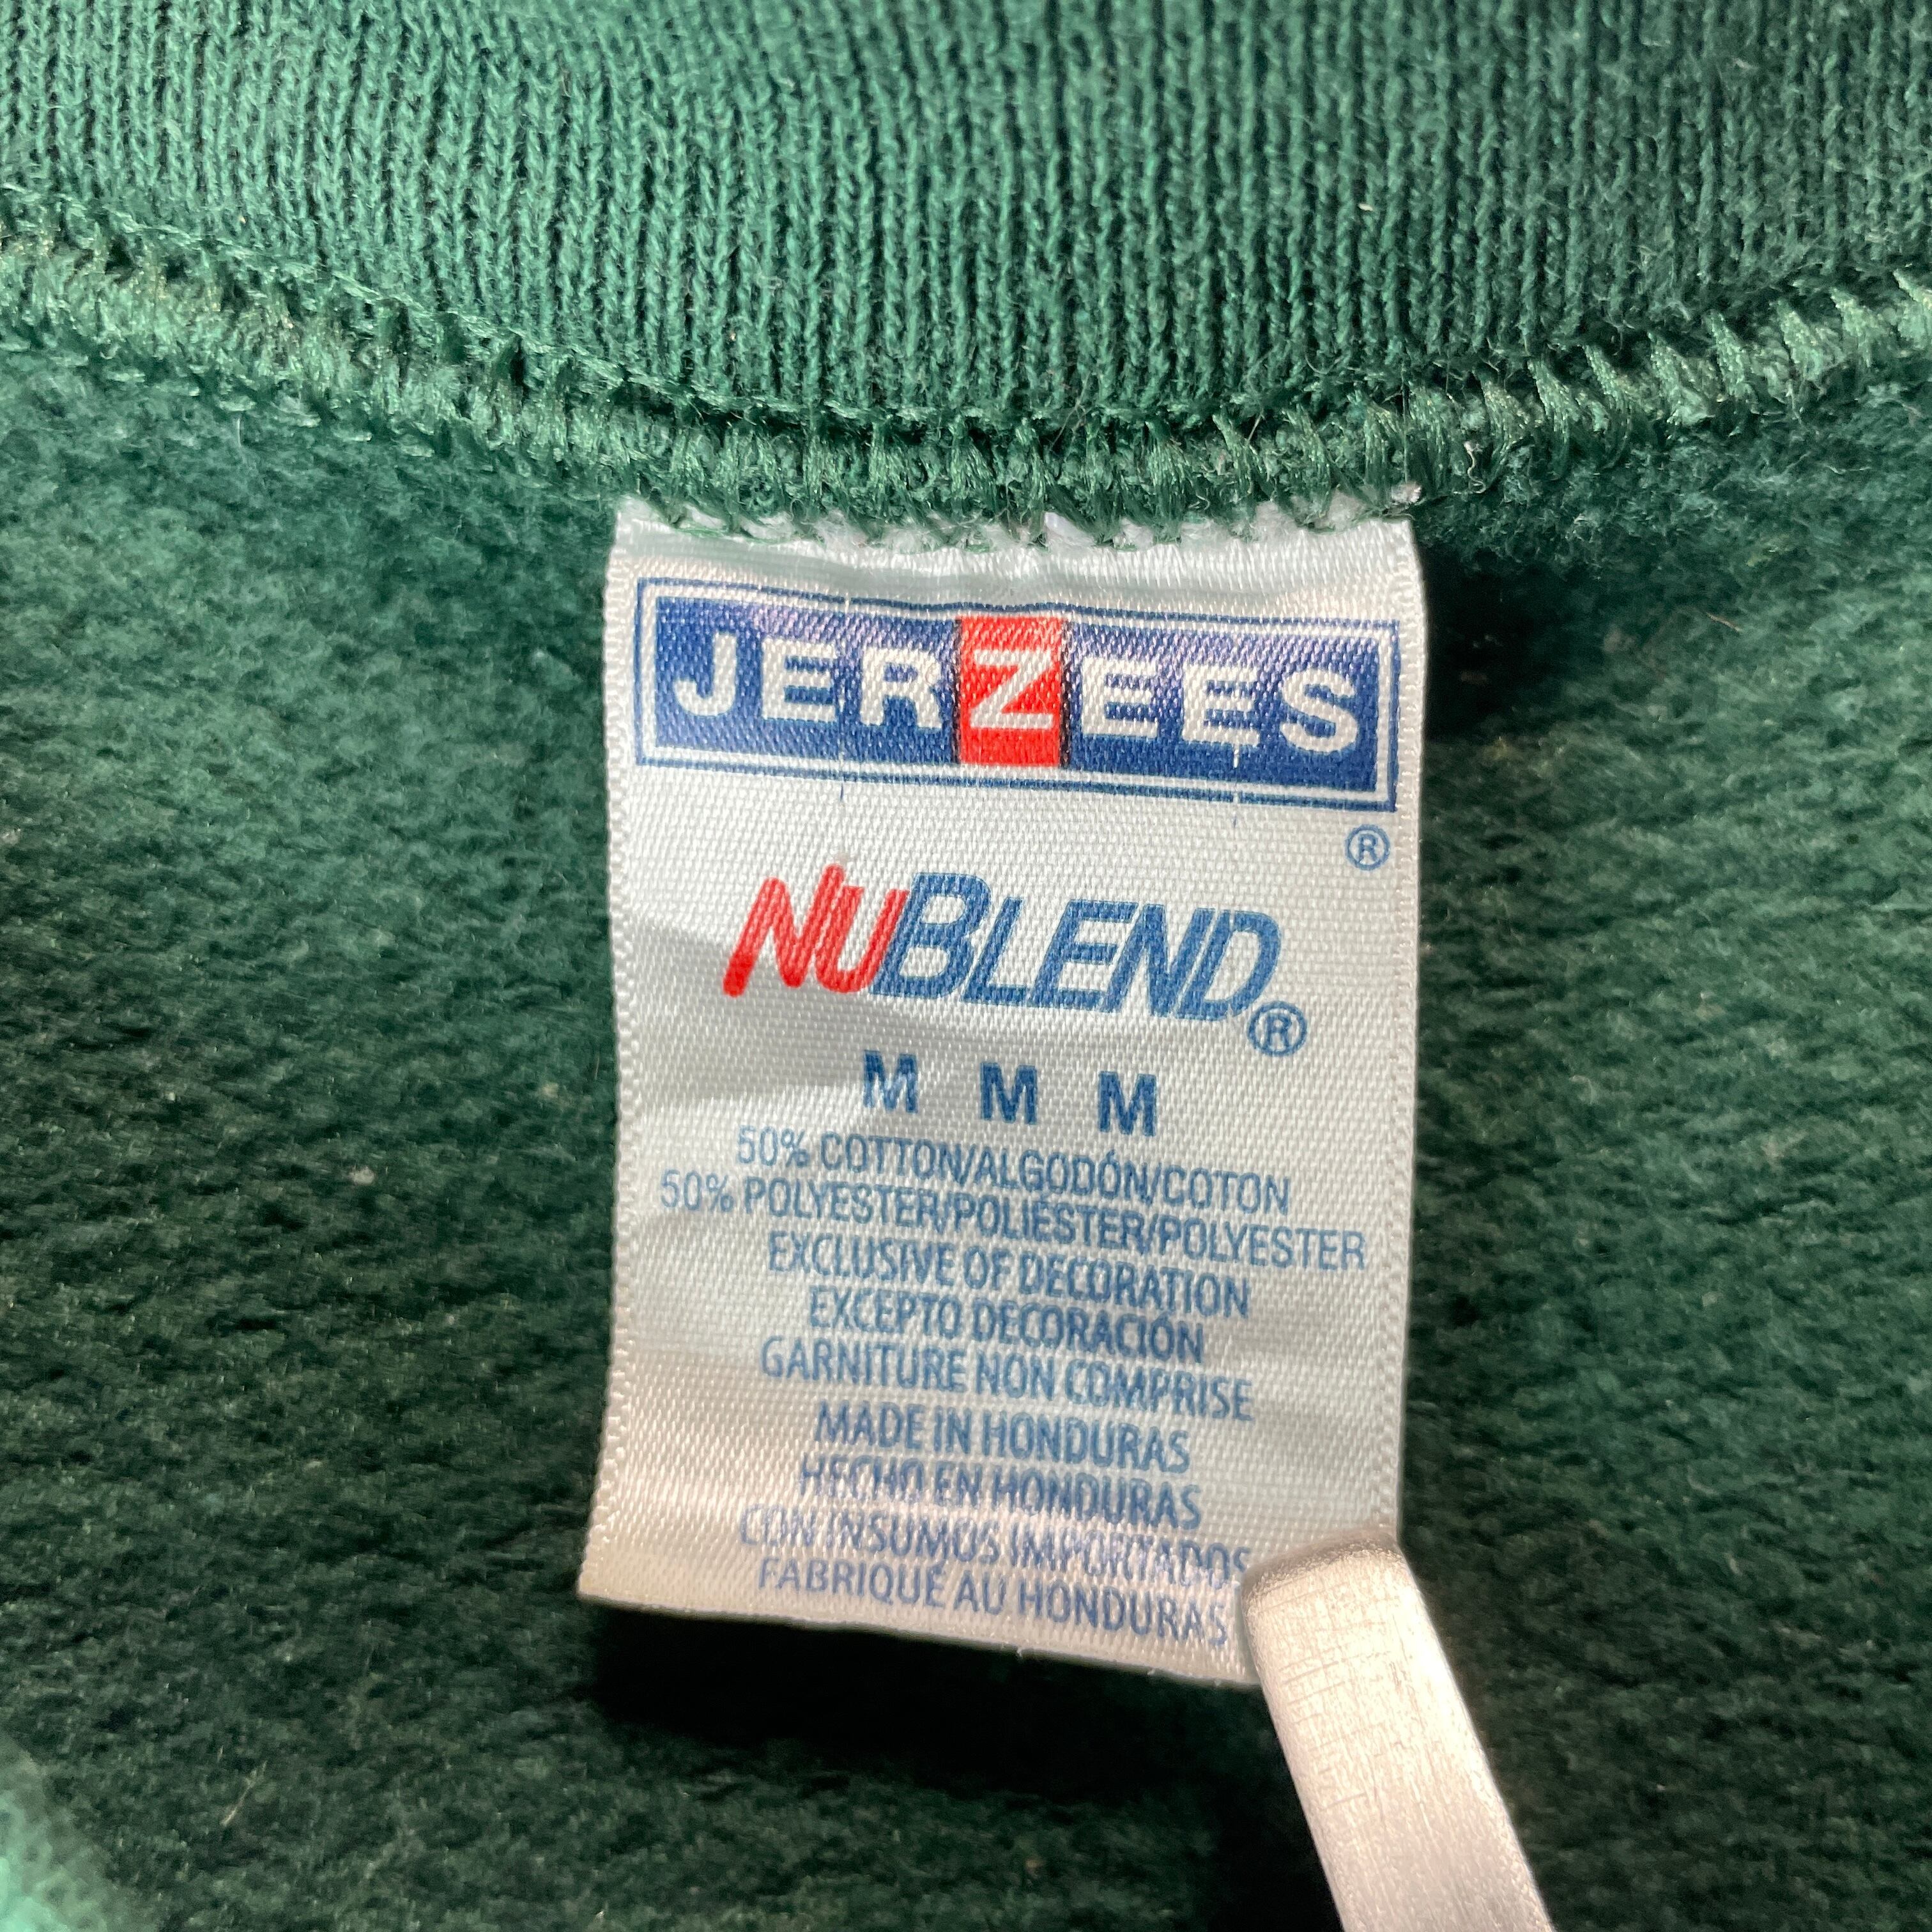 JERZEES
®
NUBLEND®
M M M
50% COTTON/ALGODÓN/COTON
50% POLYESTER/POLIÉSTER/POLYESTER
EXCLUSIVE OF DECORATION
EXCEPTO DECORACIÓN
GARNITURE NON COMPRISE
MADE IN HONDURAS
HECHO EN HONDURAS
CON INSUMOS IMPORTADOS
FABRIQUÉ AU HONDURAS